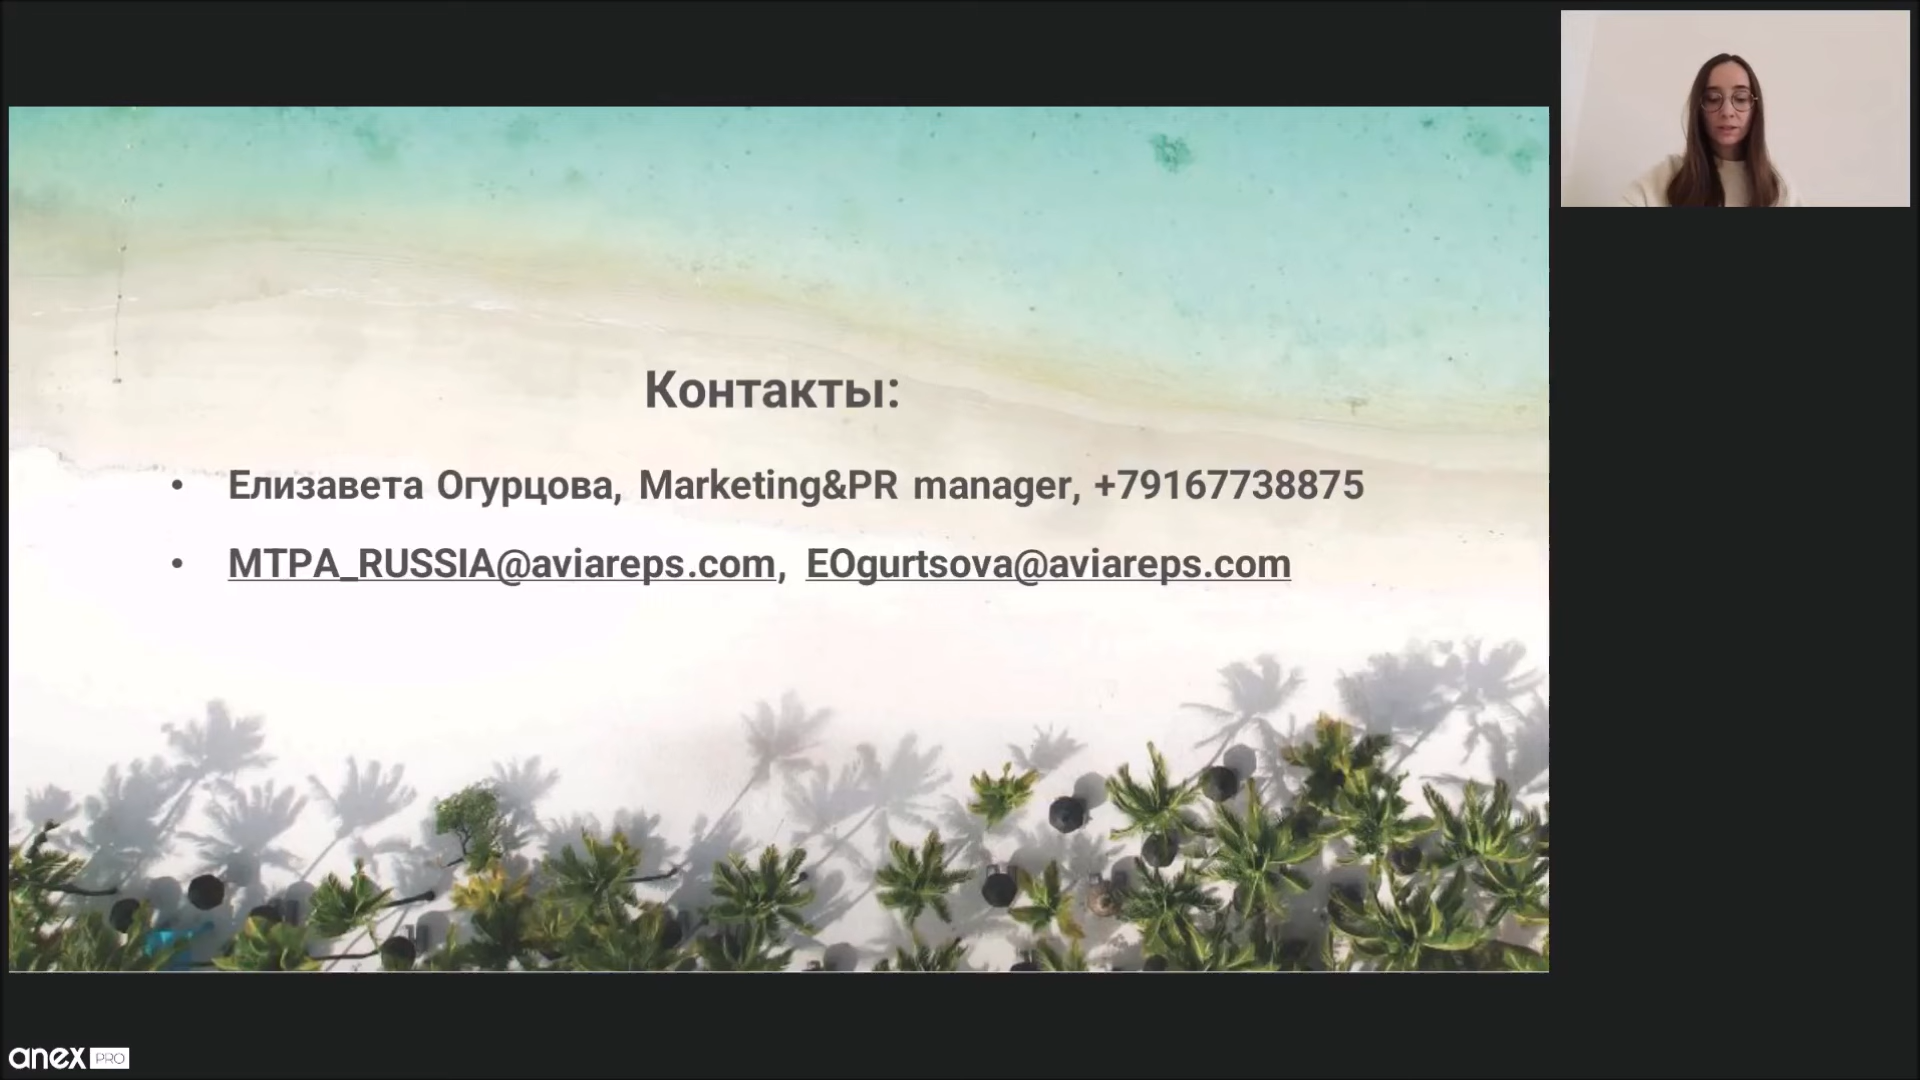 Контакты:
• Елизавета Огурцова, Marketing&PR manager, +79167738875
• MTPA_RUSSIA@aviareps.com, EOgurtsova@aviareps.com
anex PRO